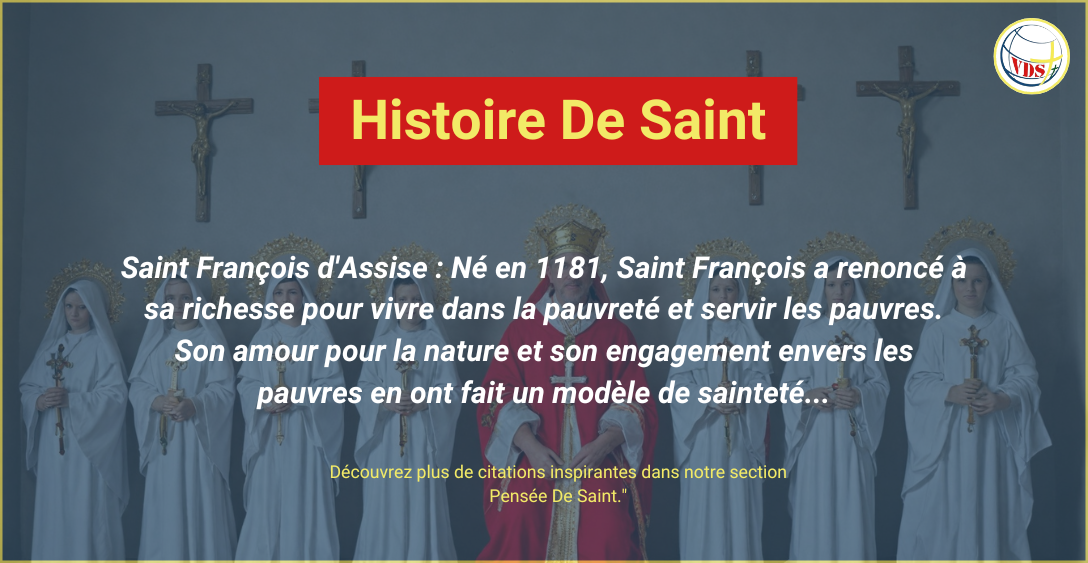 VDS
Histoire De Saint
Saint François d'Assise : Né en 1181, Saint François a renoncé à
sa richesse pour vivre dans la pauvreté et servir les pauvres.
Son amour pour la nature et son engagement envers les
pauvres en ont fait un modèle de sainteté...
Découvrez plus de citations inspirantes dans notre section
Pensée De Saint."